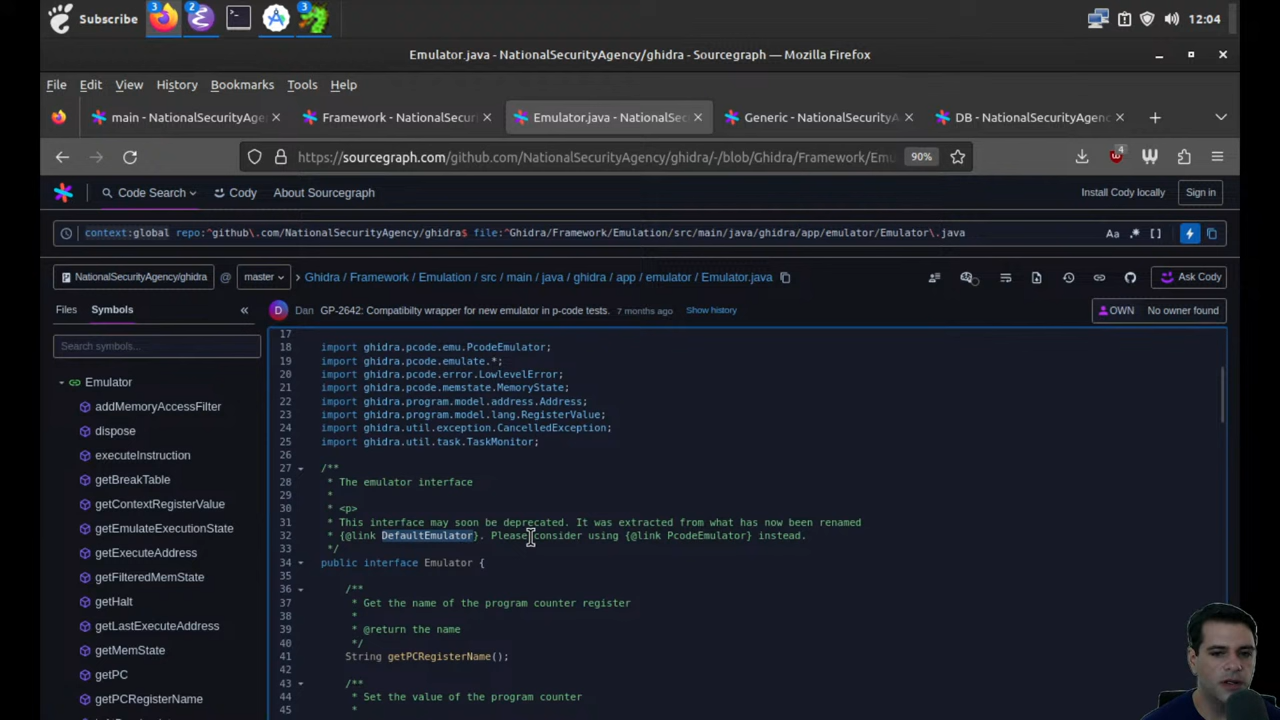 Subscribe
3
2
3
12:04
Emulator.java - NationalSecurityAgency/ghidra - Sourcegraph — Mozilla Firefox
File Edit View History Bookmarks Tools Help
main - NationalSecurityAge
Framework - NationalSecuri
Emulator.java - NationalSec
Generic - NationalSecurityA
DB - NationalSecurityAgenc
https://sourcegraph.com/github.com/NationalSecurityAgency/ghidra/-/blob/Ghidra/Framework/Emu
90%
4
Code Search
Cody
About Sourcegraph
Install Cody locally
Sign in
context:global repo:^github\.com/NationalSecurityAgency/ghidra$ file:^Ghidra/Framework/Emulation/src/main/java/ghidra/app/emulator/Emulator\.java
Aa .* []
NationalSecurityAgency/ghidra @ master
Ghidra / Framework / Emulation / src / main / java / ghidra / app / emulator / Emulator.java
Ask Cody
Files Symbols «
D Dan GP-2642: Compatibilty wrapper for new emulator in p-code tests. 7 months ago Show history
OWN No owner found
Search symbols...
Emulator
addMemoryAccessFilter
dispose
executeInstruction
getBreakTable
getContextRegisterValue
getEmulateExecutionState
getExecuteAddress
getFilteredMemState
getHalt
getLastExecuteAddress
getMemState
getPC
getPCRegisterName
17
18 import ghidra.pcode.emu.PcodeEmulator;
19 import ghidra.pcode.emulate.*;
20 import ghidra.pcode.error.LowlevelError;
21 import ghidra.pcode.memstate.MemoryState;
22 import ghidra.program.model.address.Address;
23 import ghidra.program.model.lang.RegisterValue;
24 import ghidra.util.exception.CancelledException;
25 import ghidra.util.task.TaskMonitor;
26
27 /**
28 * The emulator interface
29 *
30 * <p>
31 * This interface may soon be deprecated. It was extracted from what has now been renamed
32 * {@link DefaultEmulator}. Please consider using {@link PcodeEmulator} instead.
33 */
34 public interface Emulator {
35
36 /**
37 * Get the name of the program counter register
38 *
39 * @return the name
40 */
41 String getPCRegisterName();
42
43 /**
44 * Set the value of the program counter
45 *